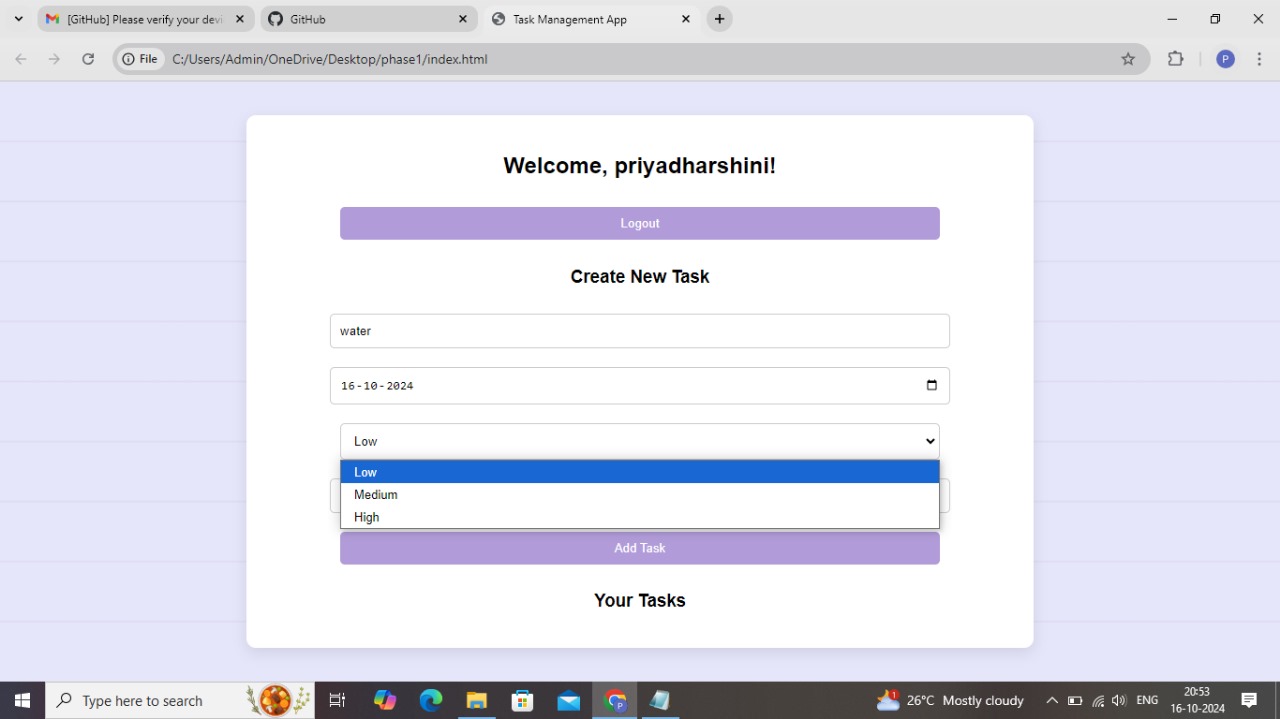 [GitHub] Please verify your devi
GitHub
Task Management App
File
C:/Users/Admin/OneDrive/Desktop/phase1/index.html
P
Welcome, priyadharshini!
Logout
Create New Task
water
16-10-2024
Low
Low
Medium
High
Add Task
Your Tasks
Type here to search
P
1
26°C Mostly cloudy
ENG
20:53
16-10-2024